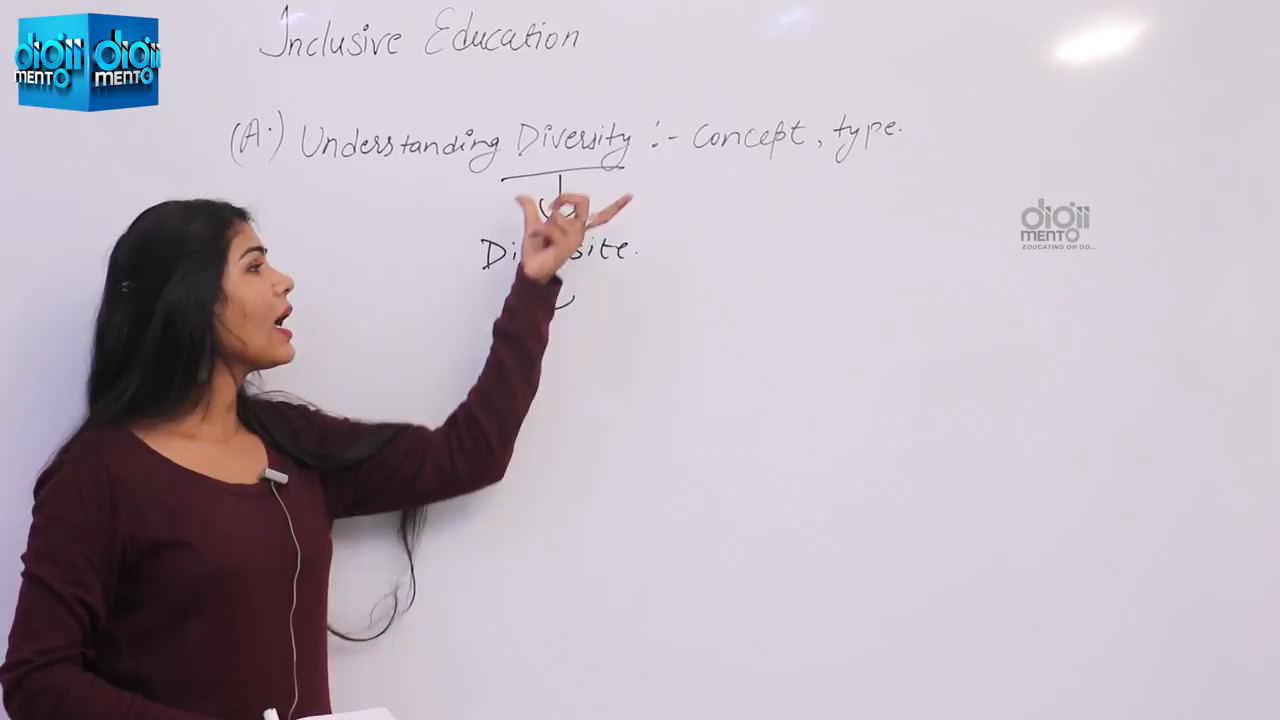 digii
MENTO
digii
MENTO
Inclusive Education
(A.) Understanding Diversity :- Concept, type.
digii
MENTO
EDUCATING ON GO...